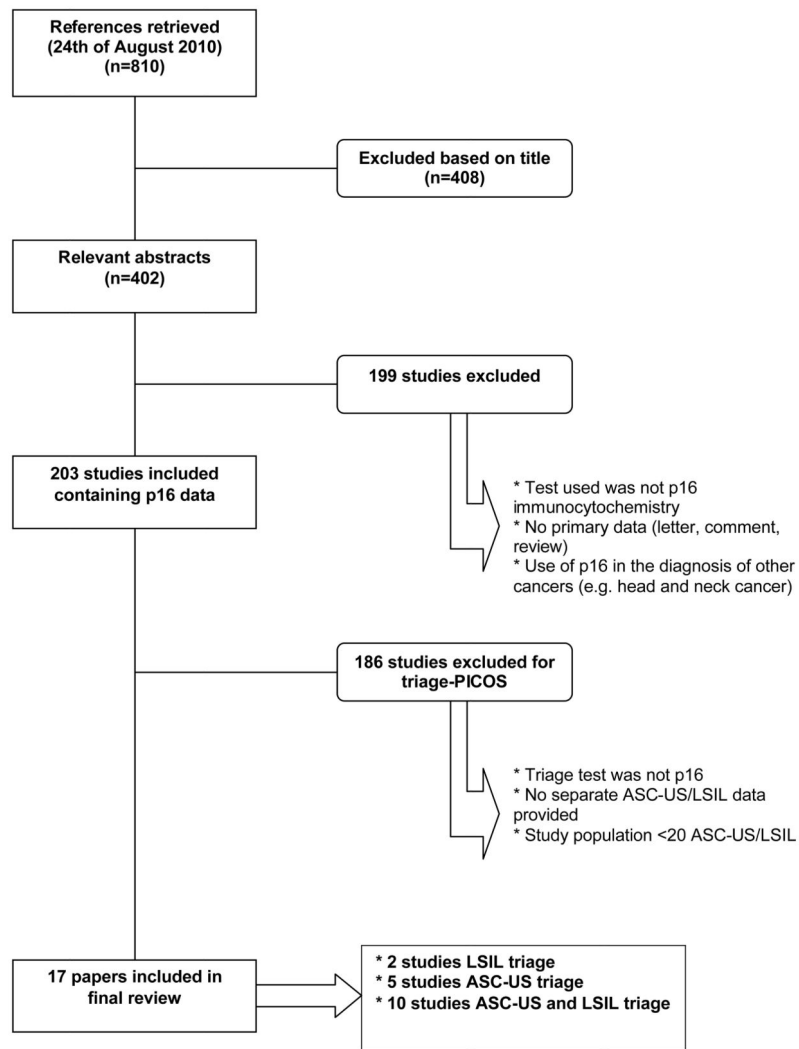 References retrieved
(24th of August 2010)
(n=810)
Excluded based on title
(n=408)
Relevant abstracts
(n=402)
199 studies excluded
203 studies included
containing p16 data
* Test used was not p16
immunocytochemistry
* No primary data (letter, comment,
review)
* Use of p16 in the diagnosis of other
cancers (e.g. head and neck cancer)
186 studies excluded for
triage-PICOS
* Triage test was not p16
* No separate ASC-US/LSIL data
provided
* Study population <20 ASC-US/LSIL
17 papers included in
final review
* 2 studies LSIL triage
* 5 studies ASC-US triage
* 10 studies ASC-US and LSIL triage